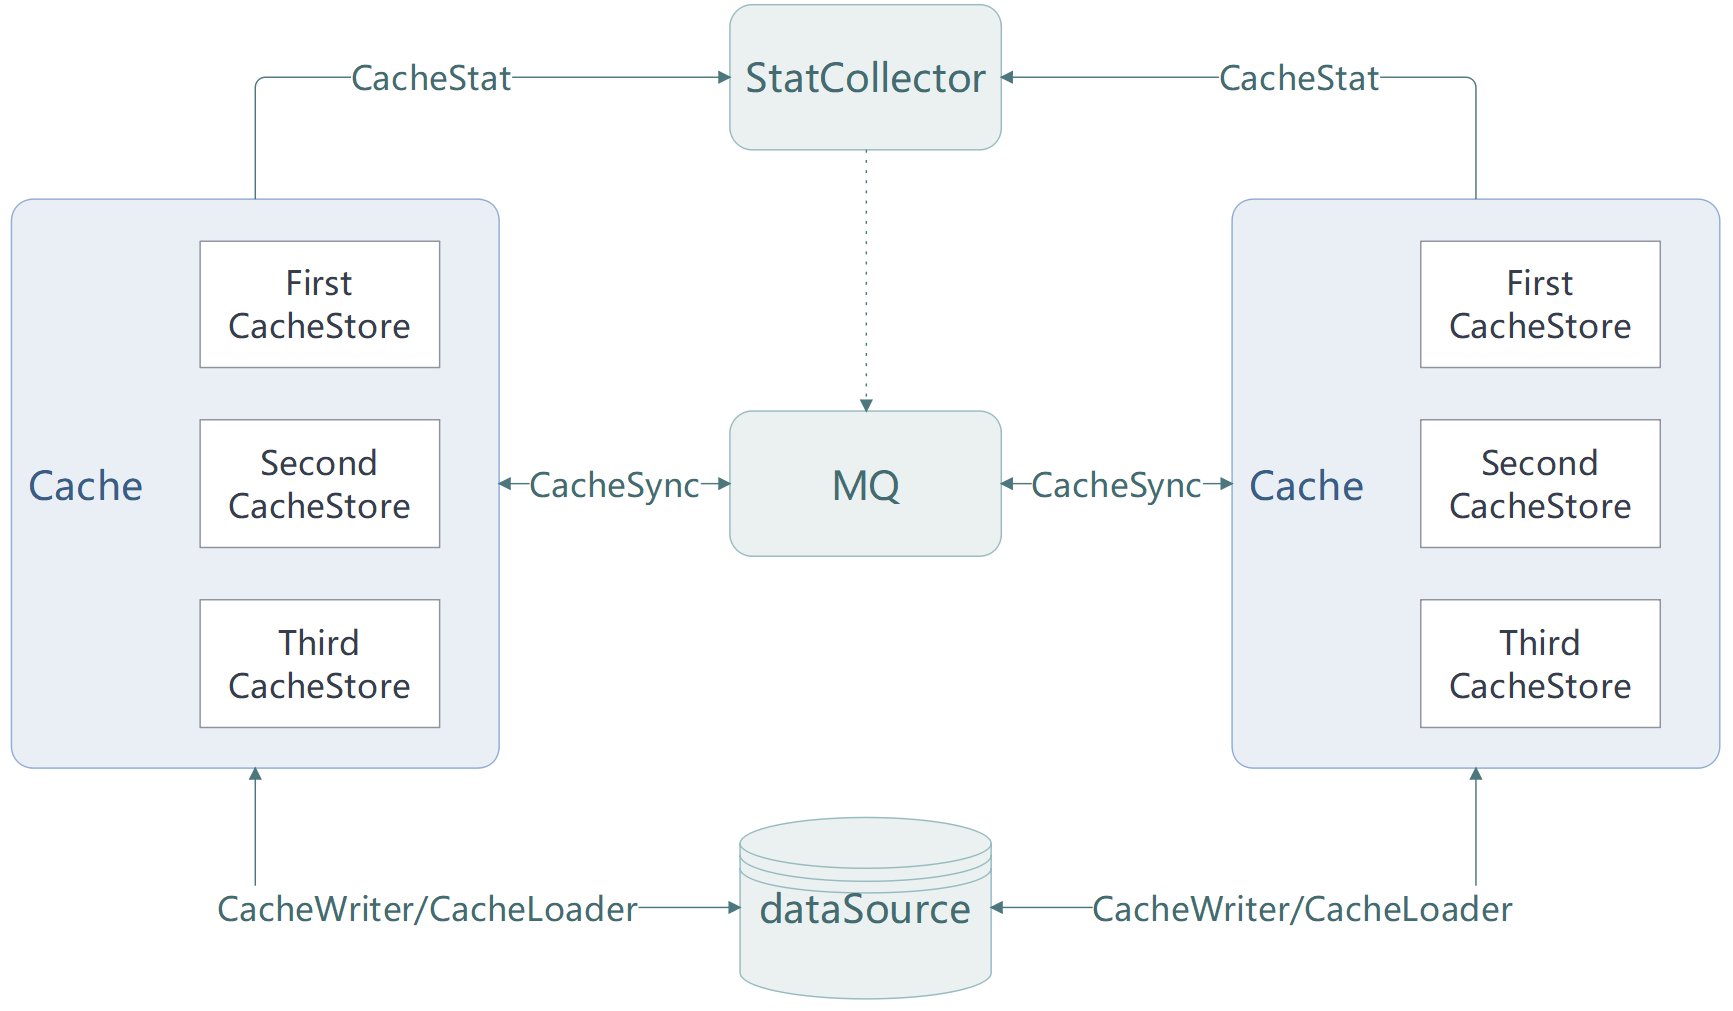 CacheStat
StatCollector
CacheStat
Cache
First
CacheStore
Second
CacheStore
Third
CacheStore
CacheSync
MQ
CacheSync
Cache
First
CacheStore
Second
CacheStore
Third
CacheStore
CacheWriter/CacheLoader
dataSource
CacheWriter/CacheLoader